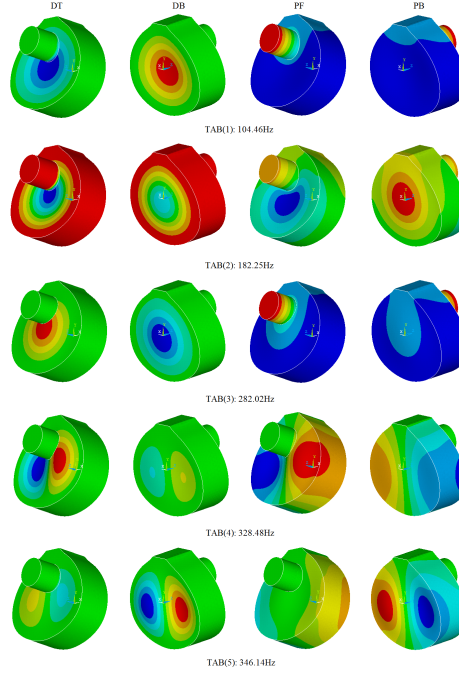 DT DB PF PB
TAB(1): 104.46Hz
TAB(2): 182.25Hz
TAB(3): 282.02Hz
TAB(4): 328.48Hz
TAB(5): 346.14Hz